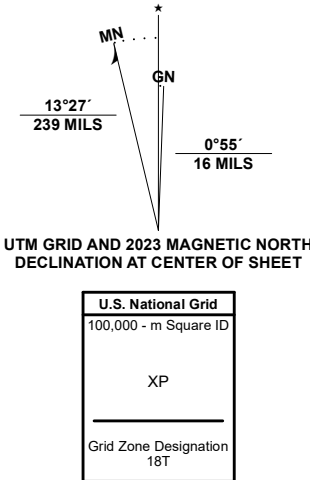 ★
MN
GN
13°27´
239 MILS
0°55´
16 MILS
UTM GRID AND 2023 MAGNETIC NORTH
DECLINATION AT CENTER OF SHEET
U.S. National Grid
100,000 - m Square ID
XP
Grid Zone Designation
18T